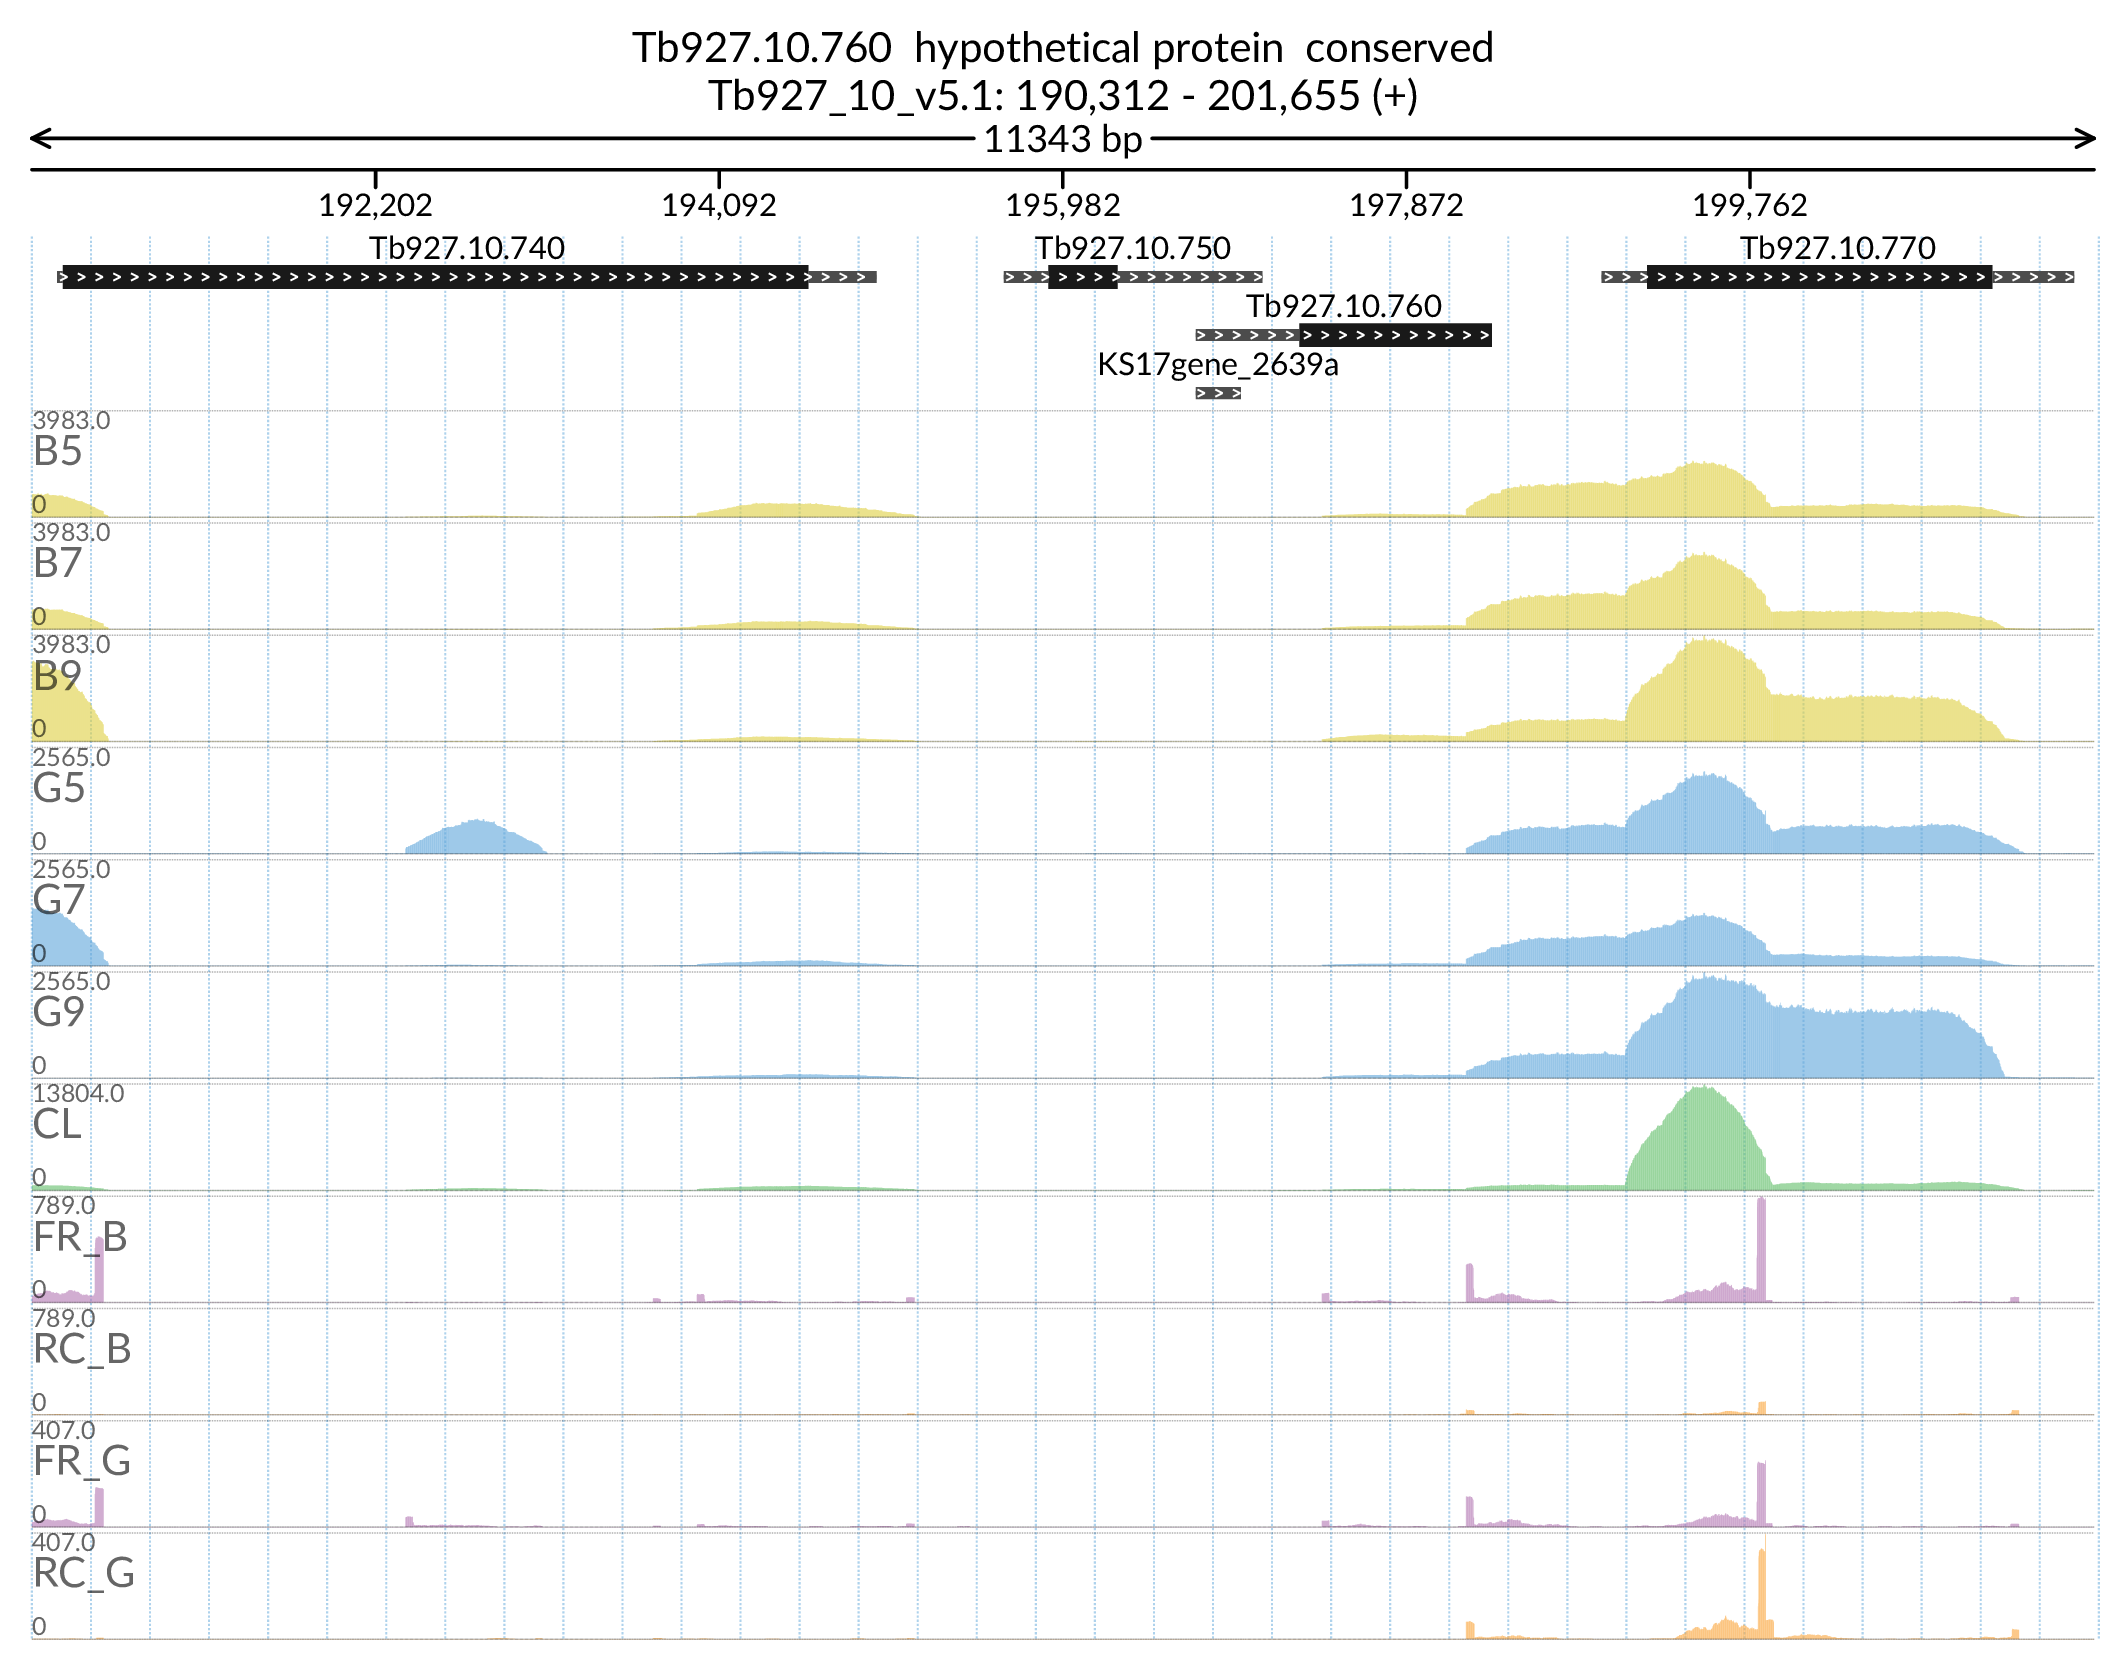 Tb927.10.760  hypothetical protein  conserved
Tb927_10_v5.1: 190,312 - 201,655 (+)
11343 bp
192,202 194,092 195,982 197,872 199,762
Tb927.10.740 Tb927.10.750 Tb927.10.770
Tb927.10.760
KS17gene_2639a
3983.0
B5
0
3983.0
B7
0
3983.0
B9
0
2565.0
G5
0
2565.0
G7
0
2565.0
G9
0
13804.0
CL
0
789.0
FR_B
0
789.0
RC_B
0
407.0
FR_G
0
407.0
RC_G
0